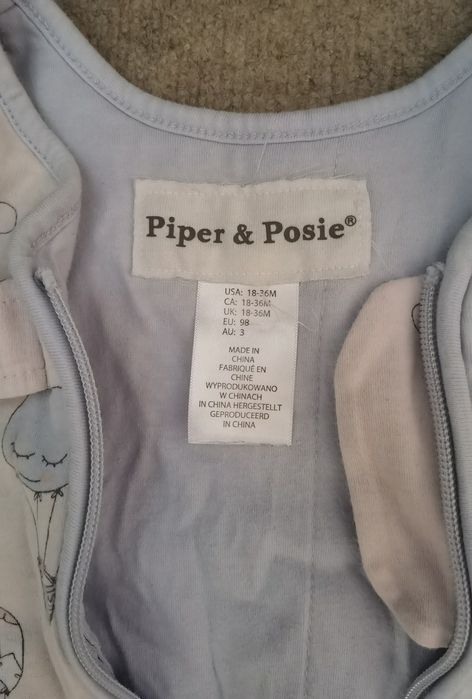 Piper & Posie®
USA: 18-36M
CA: 18-36M
UK: 18-36M
EU: 98
AU: 3
MADE IN
CHINA
FABRIQUÉ EN
CHINE
WYPRODUKOWANO
W CHINACH
IN CHINA HERGESTELLT
GEPRODUCEERD
IN CHINA